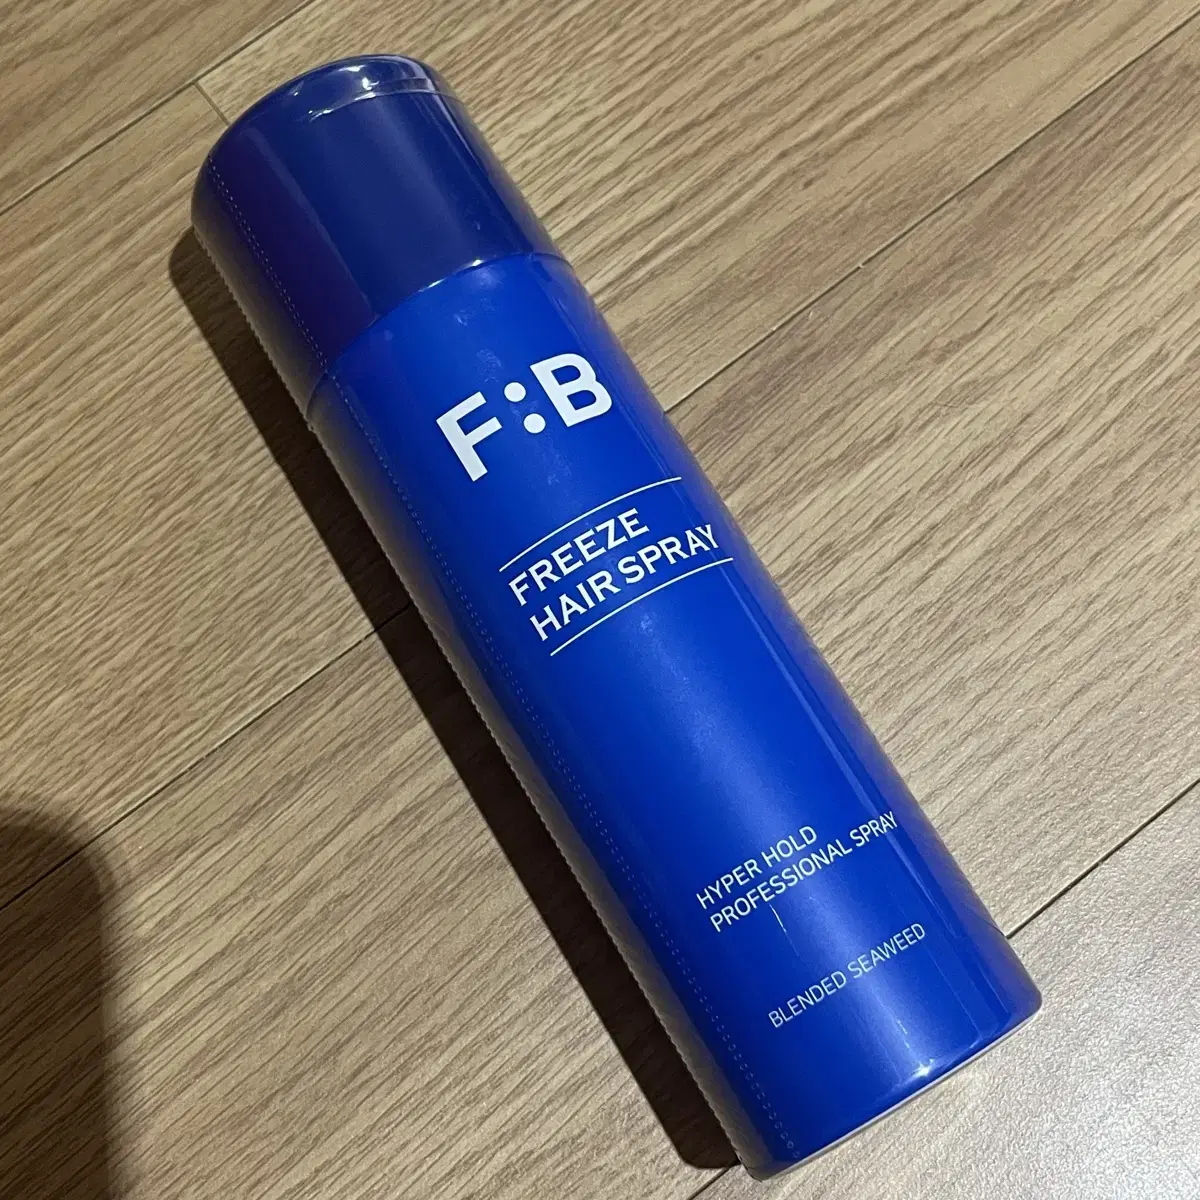 F:B
FREEZE
HAIR SPRAY
HYPER HOLD
PROFESSIONAL SPRAY
BLENDED SEAWEED